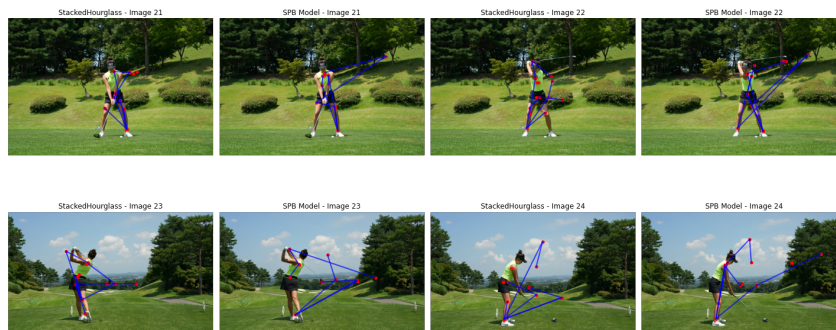 StackedHourglass - Image 21
SPB Model - Image 21
StackedHourglass - Image 22
SPB Model - Image 22
StackedHourglass - Image 23
SPB Model - Image 23
StackedHourglass - Image 24
SPB Model - Image 24